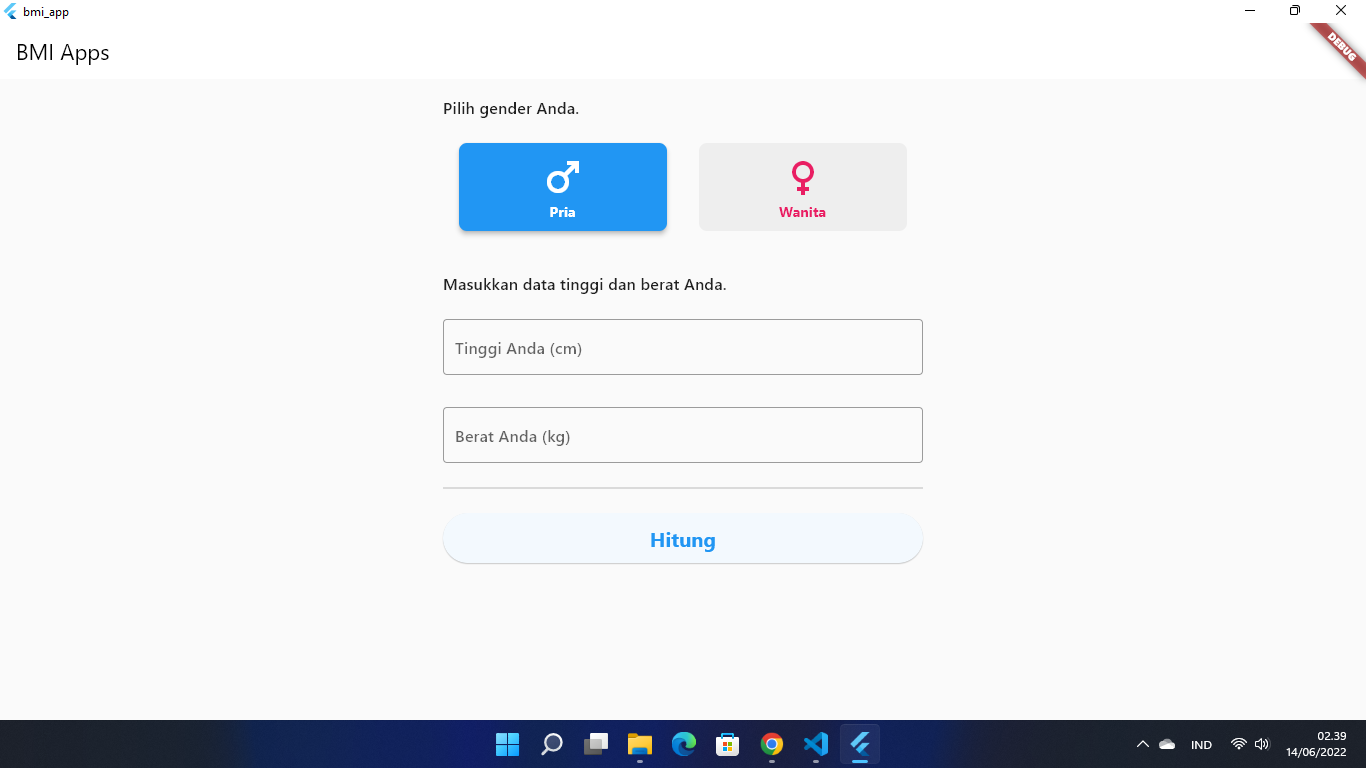 bmi_app
BMI Apps
DEBUG
Pilih gender Anda.
Pria
Wanita
Masukkan data tinggi dan berat Anda.
Tinggi Anda (cm)
Berat Anda (kg)
Hitung
IND
02.39
14/06/2022